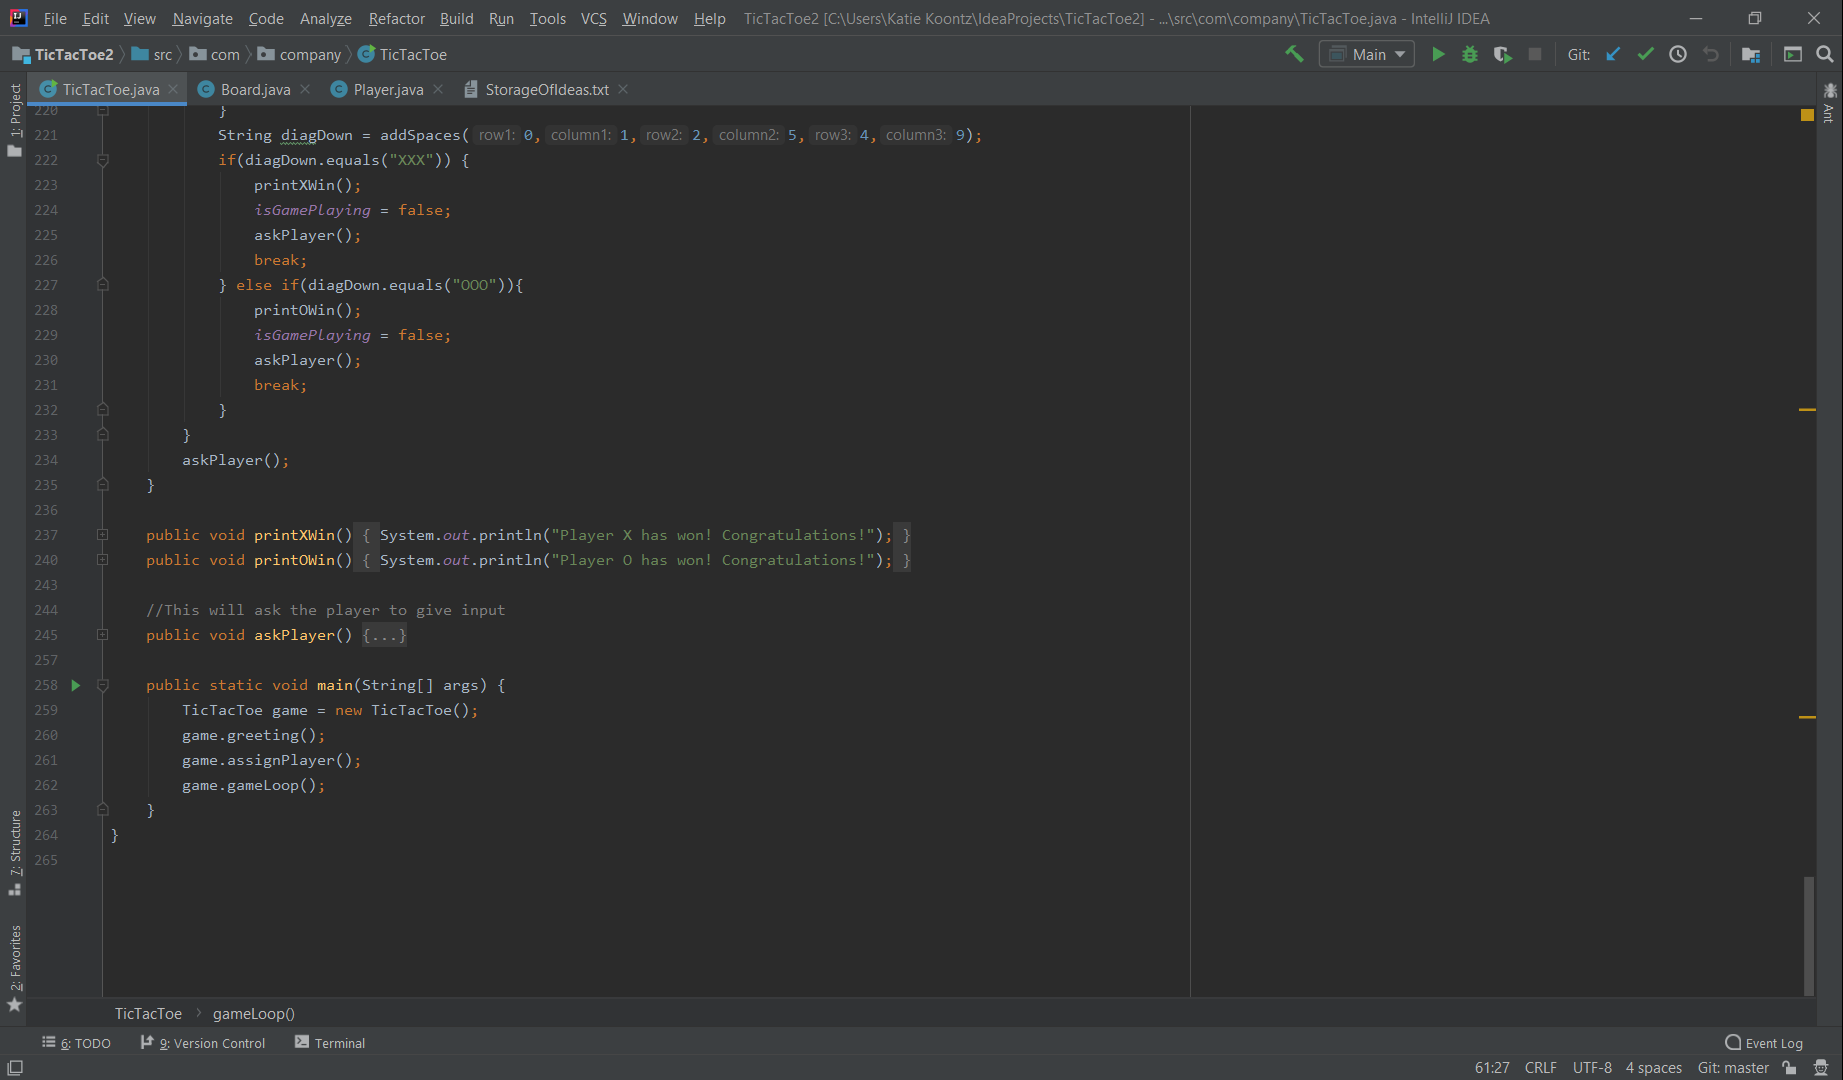 File Edit View Navigate Code Analyze Refactor Build Run Tools VCS Window Help TicTacToe2 [C:\Users\Katie Koontz\IdeaProjects\TicTacToe2] - ...\src\com\company\TicTacToe.java - IntelliJ IDEA
TicTacToe2 src com company TicTacToe Main Git:
TicTacToe.java Board.java Player.java StorageOfIdeas.txt
1: Project
7: Structure
2: Favorites
Ant
220 }
221 String diagDown = addSpaces( row1: 0, column1: 1, row2: 2, column2: 5, row3: 4, column3: 9);
222 if(diagDown.equals("XXX")) {
223 printXWin();
224 isGamePlaying = false;
225 askPlayer();
226 break;
227 } else if(diagDown.equals("OOO")){
228 printOWin();
229 isGamePlaying = false;
230 askPlayer();
231 break;
232 }
233 }
234 askPlayer();
235 }
236
237 public void printXWin() { System.out.println("Player X has won! Congratulations!"); }
240 public void printOWin() { System.out.println("Player O has won! Congratulations!"); }
243
244 //This will ask the player to give input
245 public void askPlayer() {...}
257
258 public static void main(String[] args) {
259 TicTacToe game = new TicTacToe();
260 game.greeting();
261 game.assignPlayer();
262 game.gameLoop();
263 }
264 }
265
TicTacToe gameLoop()
6: TODO 9: Version Control Terminal Event Log
61:27 CRLF UTF-8 4 spaces Git: master